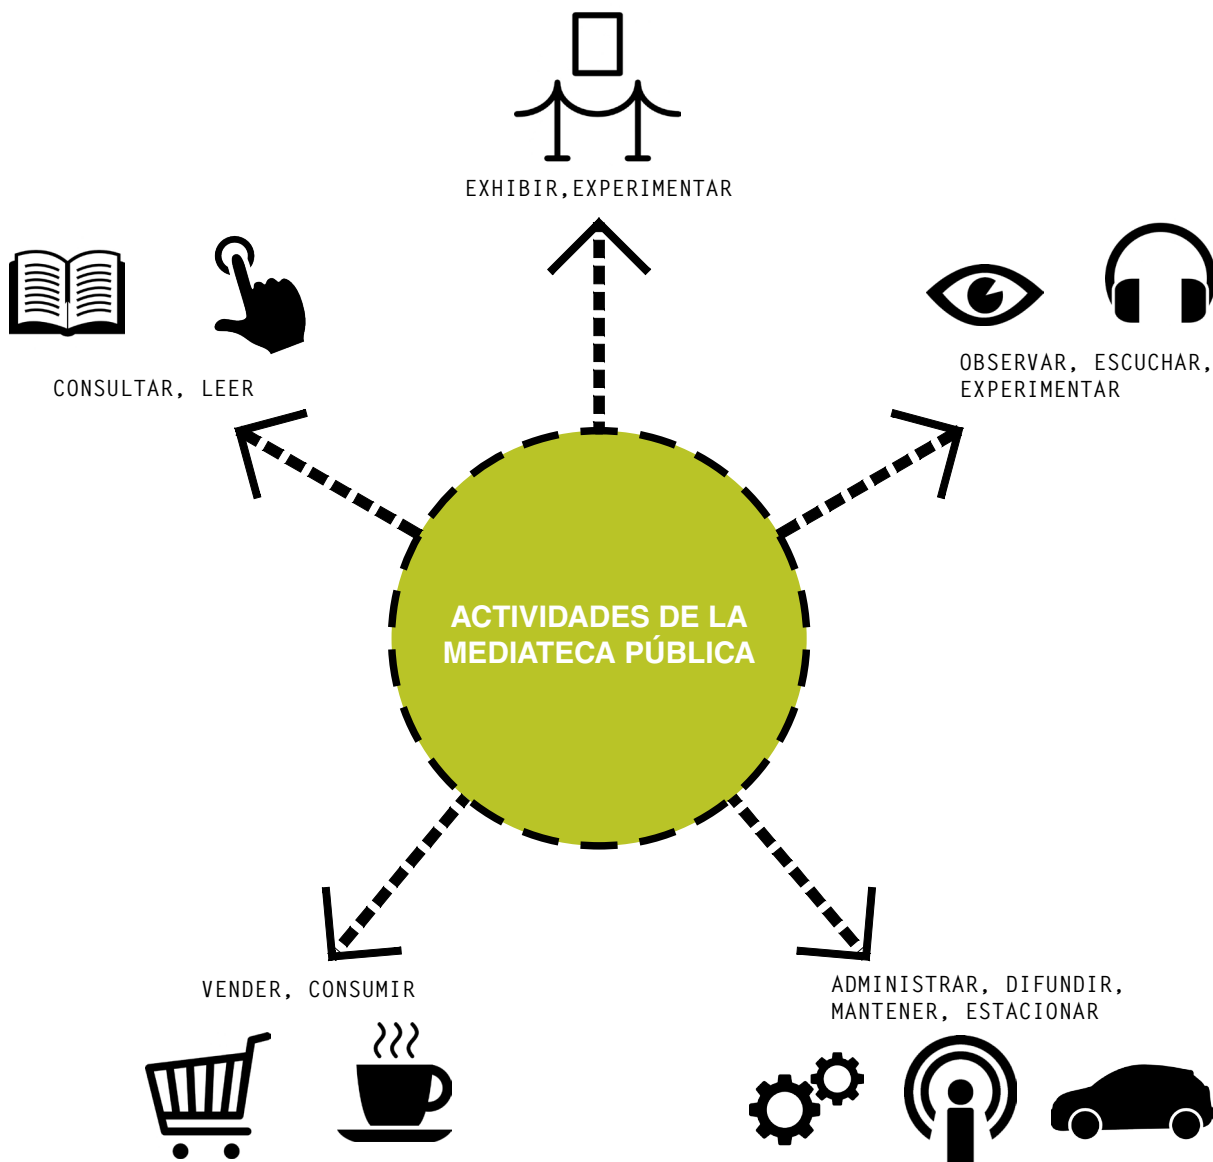 EXHIBIR,EXPERIMENTAR
CONSULTAR, LEER
OBSERVAR, ESCUCHAR,
EXPERIMENTAR
ACTIVIDADES DE LA
MEDIATECA PÚBLICA
VENDER, CONSUMIR
ADMINISTRAR, DIFUNDIR,
MANTENER, ESTACIONAR